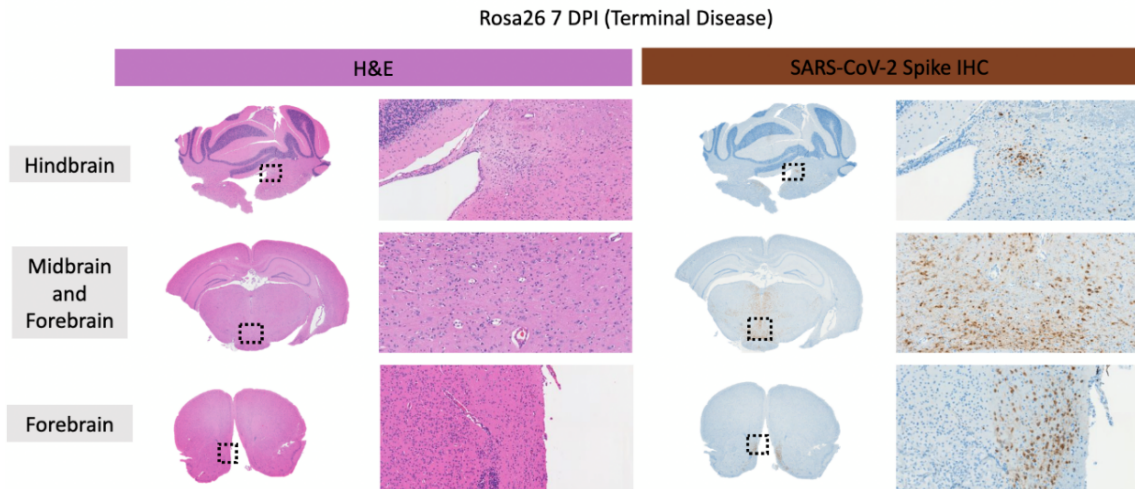 Rosa26 7 DPI (Terminal Disease)
H&E
SARS-CoV-2 Spike IHC
Hindbrain
Midbrain
and
Forebrain
Forebrain